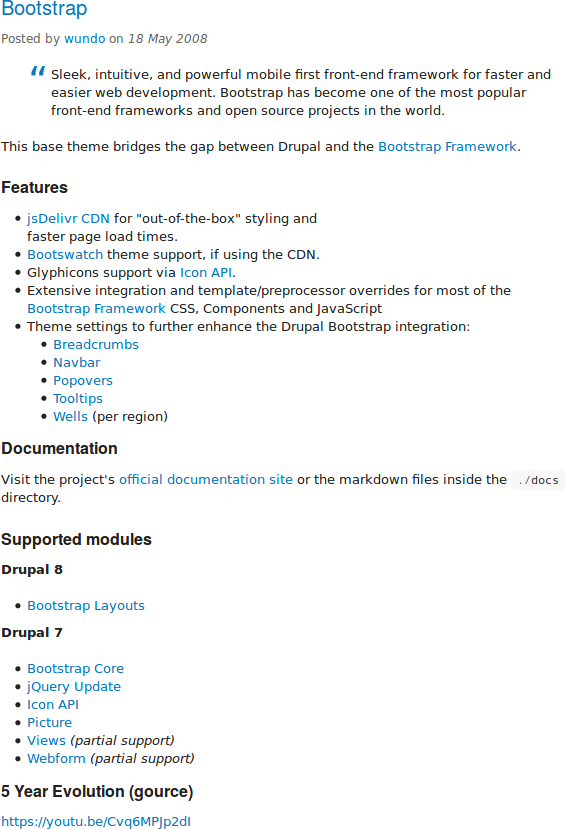 Bootstrap
Posted by wundo on 18 May 2008
“ Sleek, intuitive, and powerful mobile first front-end framework for faster and
easier web development. Bootstrap has become one of the most popular
front-end frameworks and open source projects in the world.
This base theme bridges the gap between Drupal and the Bootstrap Framework.
Features
• jsDelivr CDN for "out-of-the-box" styling and
faster page load times.
• Bootswatch theme support, if using the CDN.
• Glyphicons support via Icon API.
• Extensive integration and template/preprocessor overrides for most of the
Bootstrap Framework CSS, Components and JavaScript
• Theme settings to further enhance the Drupal Bootstrap integration:
• Breadcrumbs
• Navbar
• Popovers
• Tooltips
• Wells (per region)
Documentation
Visit the project's official documentation site or the markdown files inside the ./docs
directory.
Supported modules
Drupal 8
• Bootstrap Layouts
Drupal 7
• Bootstrap Core
• jQuery Update
• Icon API
• Picture
• Views (partial support)
• Webform (partial support)
5 Year Evolution (gource)
https://youtu.be/Cvq6MPJp2dI